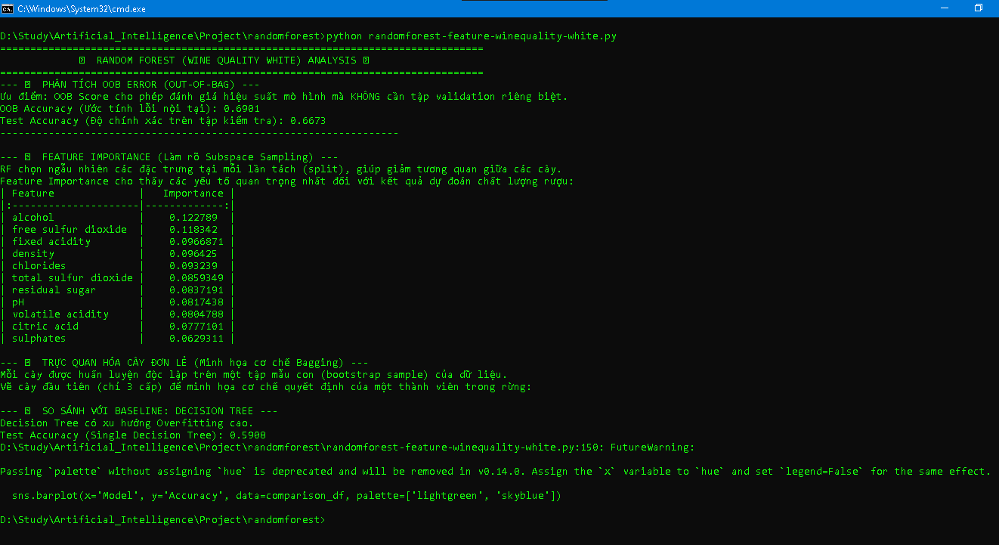 C:\Windows\System32\cmd.exe
D:\Study\Artificial_Intelligence\Project\randomforest>python randomforest-feature-winequality-white.py
================================================================================
RANDOM FOREST (WINE QUALITY WHITE) ANALYSIS
================================================================================
--- PHÂN TÍCH OOB ERROR (OUT-OF-BAG) ---
Ưu điểm: OOB Score cho phép đánh giá hiệu suất mô hình mà KHÔNG cần tập validation riêng biệt.
OOB Accuracy (Ước tính lỗi nội tại): 0.6901
Test Accuracy (Độ chính xác trên tập kiểm tra): 0.6673
------------------------------------------------------------------
--- FEATURE IMPORTANCE (Làm rõ Subspace Sampling) ---
RF chọn ngẫu nhiên các đặc trưng tại mỗi lần tách (split), giúp giảm tương quan giữa các cây.
Feature Importance cho thấy các yếu tố quan trọng nhất đối với kết quả dự đoán chất lượng rượu:
| Feature              |   Importance |
|:---------------------|-------------:|
| alcohol              |    0.122789  |
| free sulfur dioxide  |    0.118342  |
| fixed acidity        |    0.0966871 |
| density              |    0.096425  |
| chlorides            |    0.093239  |
| total sulfur dioxide |    0.0859349 |
| residual sugar       |    0.0837191 |
| pH                   |    0.0817438 |
| volatile acidity     |    0.0804788 |
| citric acid          |    0.0777101 |
| sulphates            |    0.0629311 |
--- TRỰC QUAN HÓA CÂY ĐƠN LẺ (Minh họa cơ chế Bagging) ---
Mỗi cây được huấn luyện độc lập trên một tập mẫu con (bootstrap sample) của dữ liệu.
Vẽ cây đầu tiên (chỉ 3 cấp) để minh họa cơ chế quyết định của một thành viên trong rừng:
--- SO SÁNH VỚI BASELINE: DECISION TREE ---
Decision Tree có xu hướng Overfitting cao.
Test Accuracy (Single Decision Tree): 0.5908
D:\Study\Artificial_Intelligence\Project\randomforest\randomforest-feature-winequality-white.py:150: FutureWarning:
Passing `palette` without assigning `hue` is deprecated and will be removed in v0.14.0. Assign the `x` variable to `hue` and set `legend=False` for the same effect.
sns.barplot(x='Model', y='Accuracy', data=comparison_df, palette=['lightgreen', 'skyblue'])
D:\Study\Artificial_Intelligence\Project\randomforest>